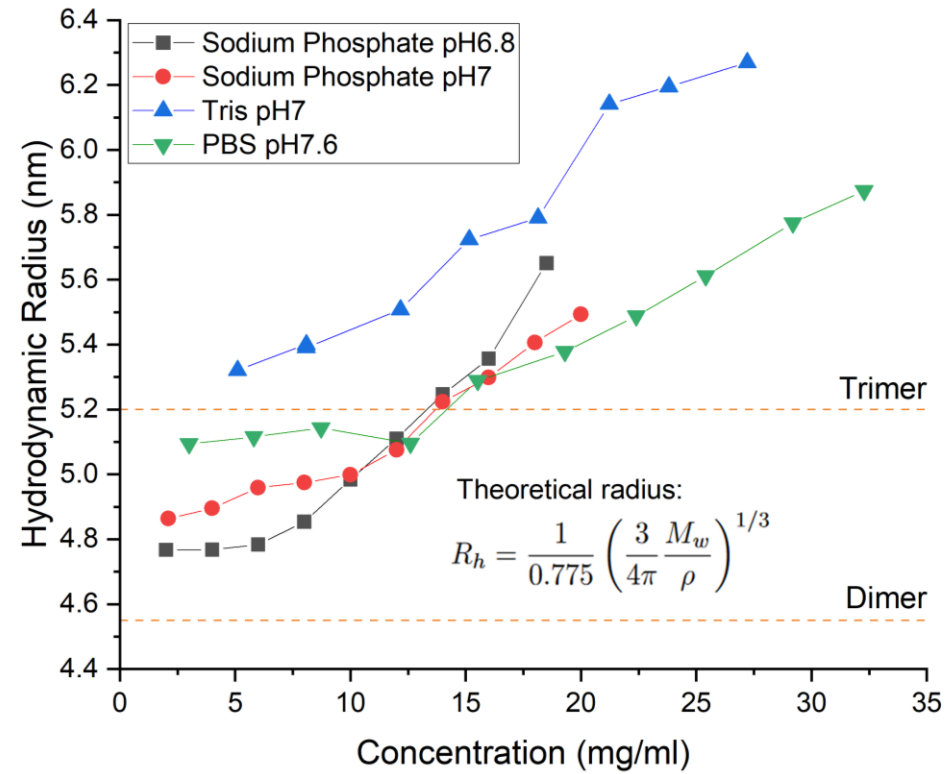 Sodium Phosphate pH6.8
Sodium Phosphate pH7
Tris pH7
PBS pH7.6
Hydrodynamic Radius (nm)
6.4
6.2
6.0
5.8
5.6
5.4
5.2
5.0
4.8
4.6
4.4
Trimer
Theoretical radius:
R_h = \frac{1}{0.775} \left( \frac{3}{4\pi} \frac{M_w}{\rho} \right)^{1/3}
Dimer
0 5 10 15 20 25 30 35
Concentration (mg/ml)